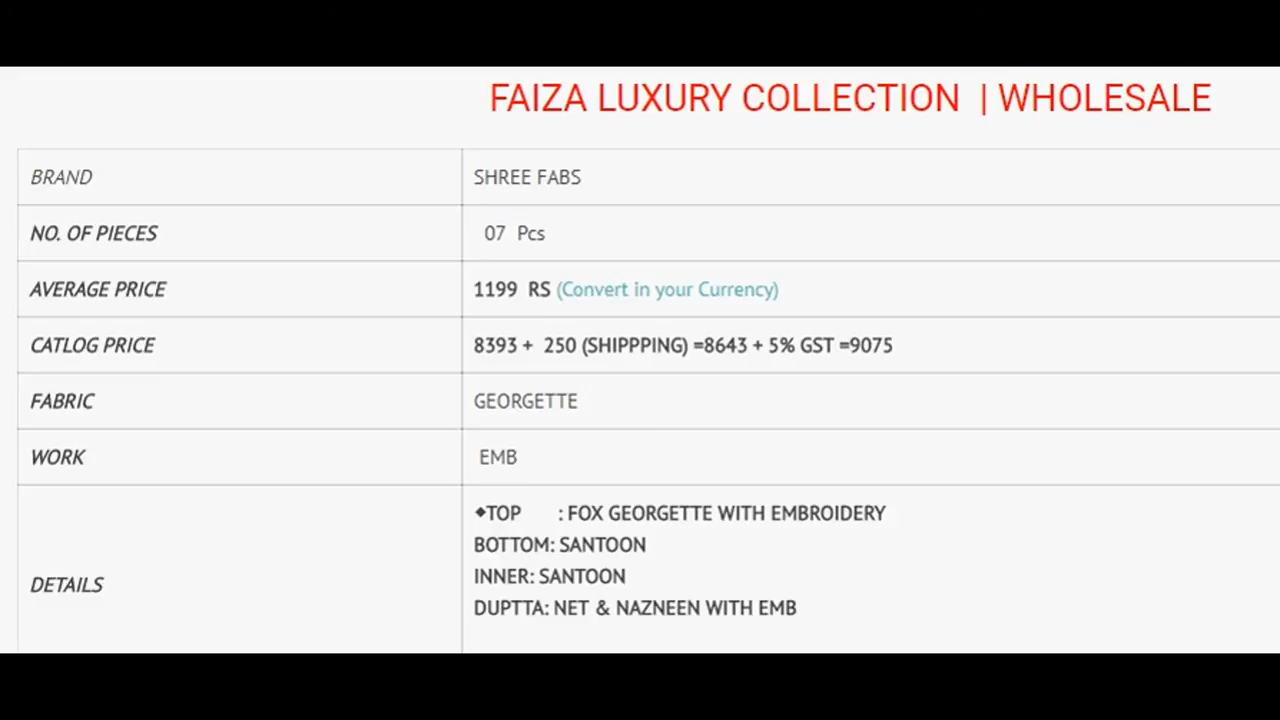 FAIZA LUXURY COLLECTION | WHOLESALE
BRAND SHREE FABS
NO. OF PIECES 07 Pcs
AVERAGE PRICE 1199 RS (Convert in your Currency)
CATLOG PRICE 8393 + 250 (SHIPPPING) =8643 + 5% GST =9075
FABRIC GEORGETTE
WORK EMB
◆TOP : FOX GEORGETTE WITH EMBROIDERY
BOTTOM: SANTOON
DETAILS
INNER: SANTOON
DUPTTA: NET & NAZNEEN WITH EMB